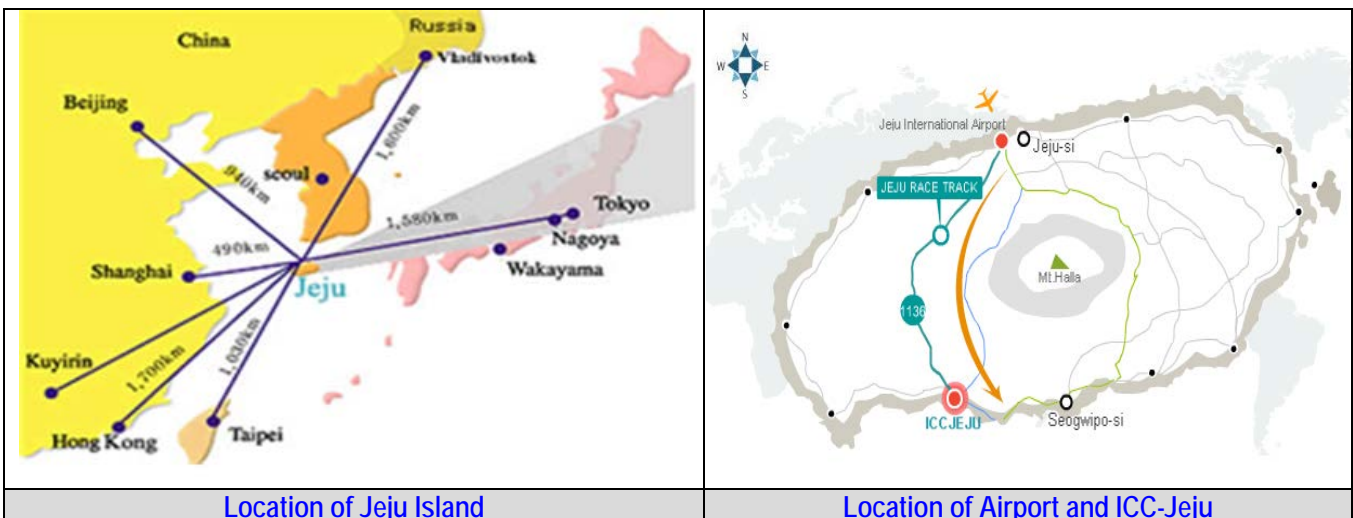 China
Russia
Vladivostok
Beijing
1,600km
.940km
seoul
1,580km
Tokyo
490km
Nagoya
Shanghai
Jeju
Wakayama
1,030km
Kuyirin
1,700km
Hong Kong
Taipei
Location of Jeju Island
N
W E
S
Jeju International Airport
Jeju-si
JEJU RACE TRACK
Mt.Halla
1136
ICCJEJU
Seogwipo-si
Location of Airport and ICC-Jeju